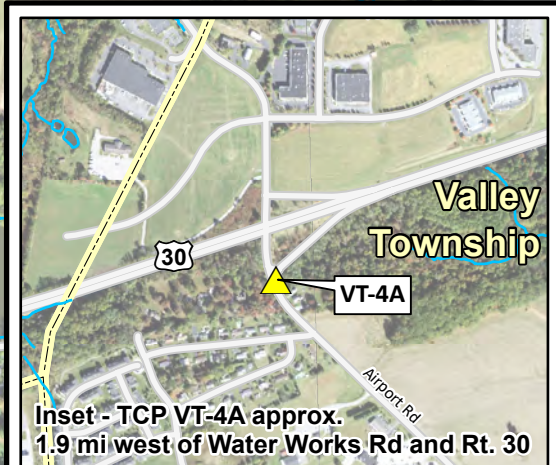 Valley
Township
30
VT-4A
Airport Rd
Inset - TCP VT-4A approx.
1.9 mi west of Water Works Rd and Rt. 30